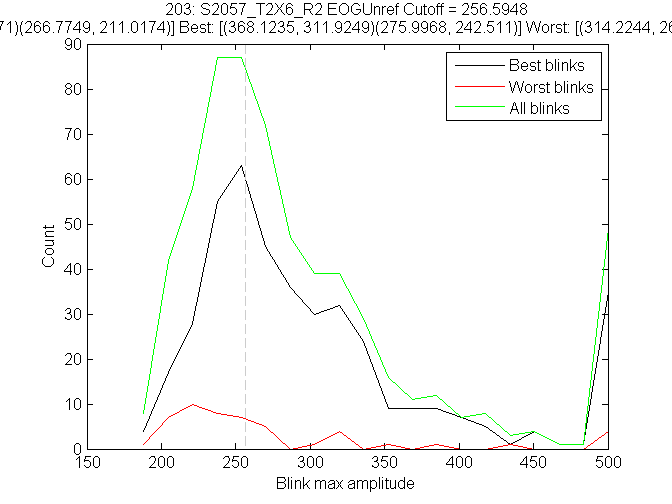 203: S2057_T2X6_R2 EOGUnref Cutoff = 256.5948
71)(266.7749, 211.0174)] Best: [(368.1235, 311.9249)(275.9968, 242.511)] Worst: [(314.2244, 26
Best blinks
Worst blinks
All blinks
90
80
70
60
50
40
30
20
10
0
Count
150 200 250 300 350 400 450 500
Blink max amplitude